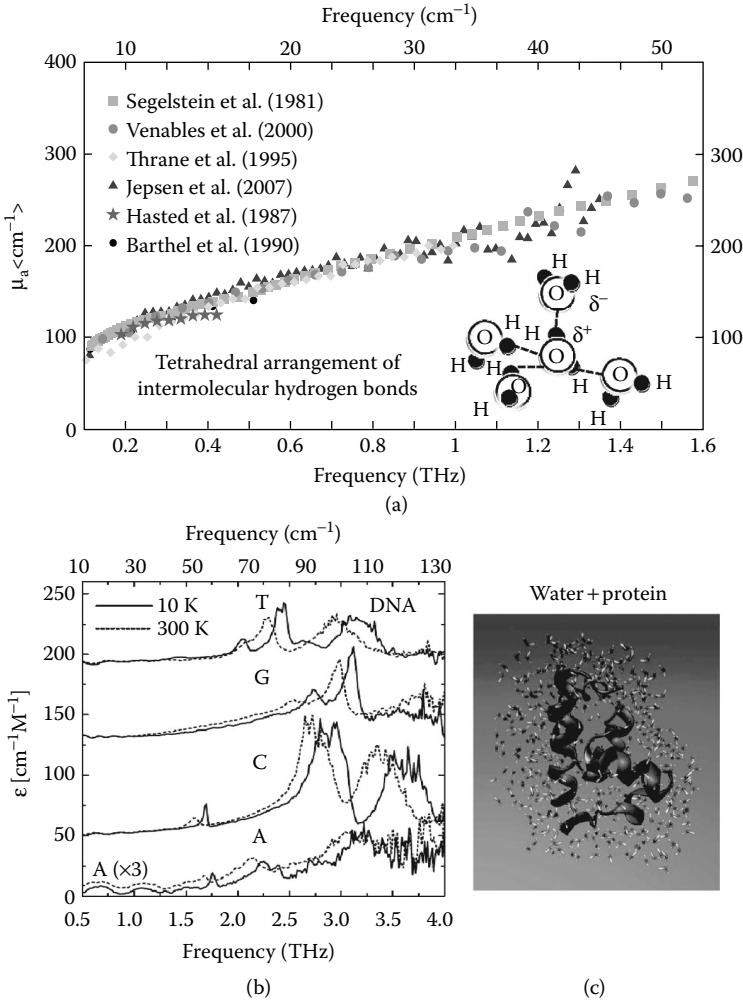 Frequency (cm⁻¹)
10 20 30 40 50
400
300
200
100
0
μa<cm⁻¹>
300
200
100
Segelstein et al. (1981)
Venables et al. (2000)
Thrane et al. (1995)
Jepsen et al. (2007)
Hasted et al. (1987)
Barthel et al. (1990)
Tetrahedral arrangement of
intermolecular hydrogen bonds
H
H
O
δ⁻
H
H
δ⁺
O
O
H
H
H
O
H
O
H
H
0.2 0.4 0.6 0.8 1 1.2 1.4 1.6
Frequency (THz)
(a)
Frequency (cm⁻¹)
10 30 50 70 90 110 130
250
200
150
100
50
0
ε [cm⁻¹M⁻¹]
10 K
300 K
T
DNA
G
C
A
A (×3)
0.5 1.0 1.5 2.0 2.5 3.0 3.5 4.0
Frequency (THz)
(b)
Water+protein
(c)